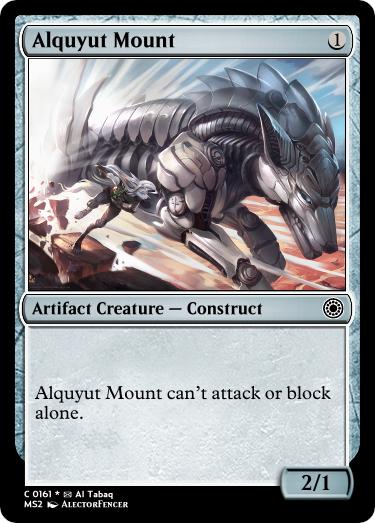 Alquyut Mount 1
Artifact Creature — Construct
Alquyut Mount can't attack or block
alone.
2/1
C 0161 * Al Tabaq
MS2 AlectorFencer